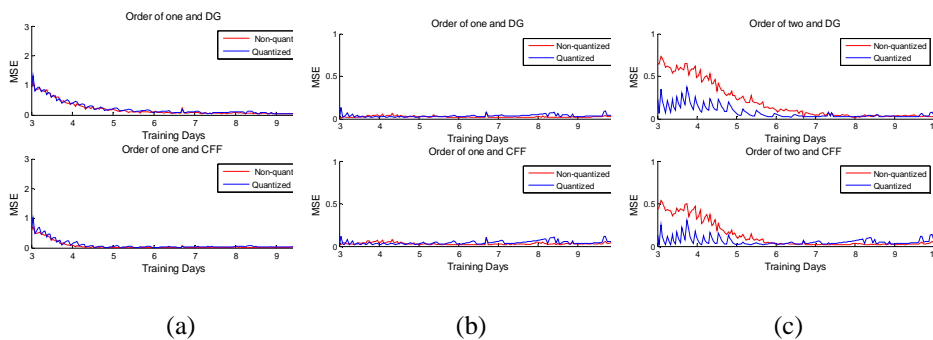 Order of one and DG
3
2
1
0
MSE
Non-quant
Quantized
3 4 5 6 7 8 9
Training Days
Order of one and CFF
3
2
1
0
MSE
Non-quantiz
Quantized
3 4 5 6 7 8 9
Training Days
(a)
Order of one and DG
1
0.5
0
MSE
Non-quantized
Quantized
3 4 5 6 7 8 9
Training Days
Order of one and CFF
1
0.5
0
MSE
Non-quantized
Quantized
3 4 5 6 7 8 9
Training Days
(b)
Order of two and DG
1
0.5
0
MSE
Non-quantized
Quantized
3 4 5 6 7 8 9 1
Training Days
Order of two and CFF
1
0.5
0
MSE
Non-quantized
Quantized
3 4 5 6 7 8 9 1
Training Days
(c)